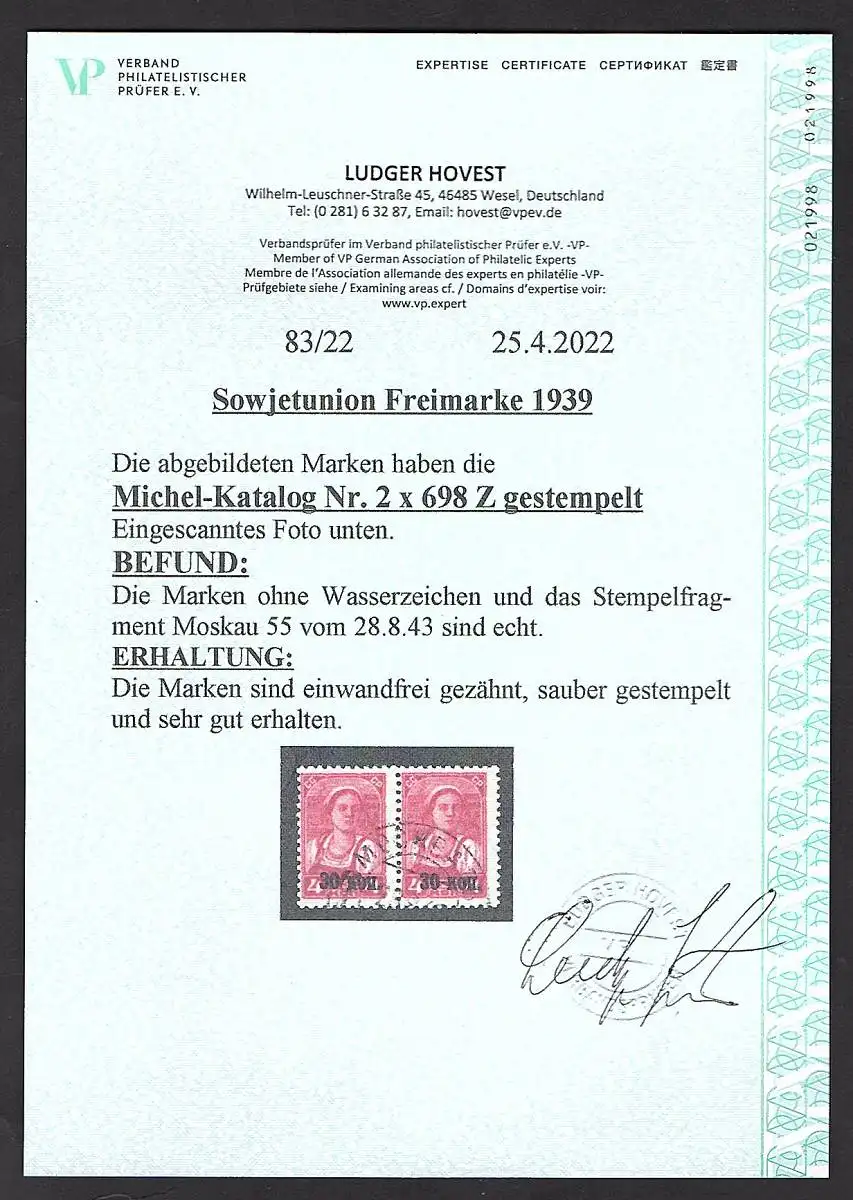 VP
VERBAND
PHILATELISTISCHER
PRÜFER E. V.
EXPERTISE CERTIFICATE СЕРТИФИКАТ 鑑定書
021998
021998
LUDGER HOVEST
Wilhelm-Leuschner-Straße 45, 46485 Wesel, Deutschland
Tel: (0 281) 6 32 87, Email: hovest@vpev.de
Verbandsprüfer im Verband philatelistischer Prüfer e.V. -VP-
Member of VP German Association of Philatelic Experts
Membre de l'Association allemande des experts en philatélie -VP-
Prüfgebiete siehe / Examining areas cf. / Domains d'expertise voir:
www.vp.expert
83/22 25.4.2022
Sowjetunion Freimarke 1939
Die abgebildeten Marken haben die
Michel-Katalog Nr. 2 x 698 Z gestempelt
Eingescanntes Foto unten.
BEFUND:
Die Marken ohne Wasserzeichen und das Stempelfrag-
ment Moskau 55 vom 28.8.43 sind echt.
ERHALTUNG:
Die Marken sind einwandfrei gezähnt, sauber gestempelt
und sehr gut erhalten.
30 коп. 30 коп.
LUDGER HOVEST